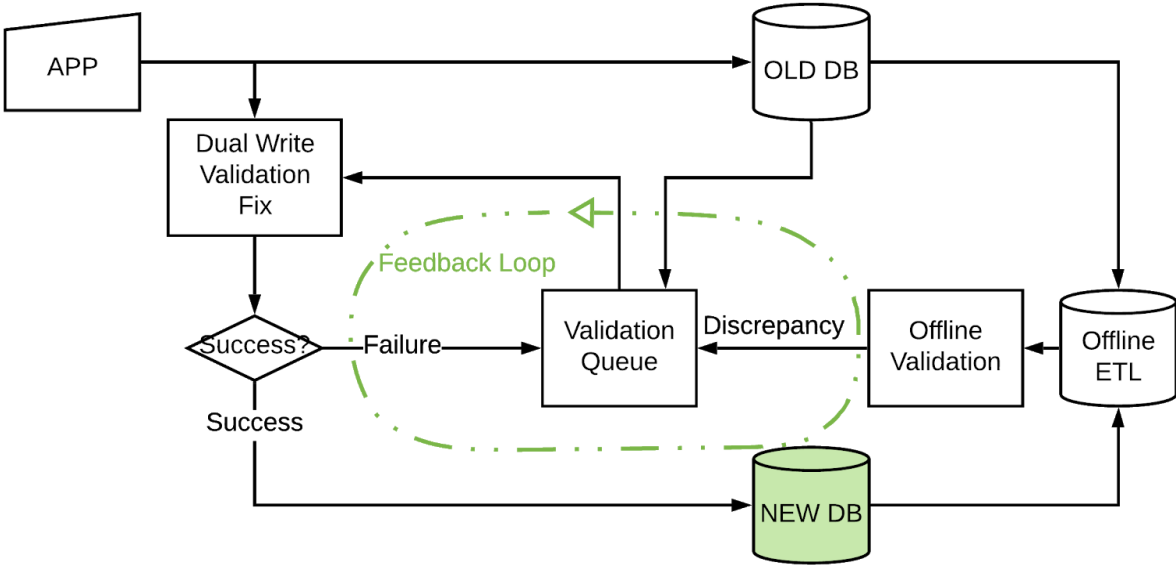 APP
OLD DB
Dual Write
Validation
Fix
Feedback Loop
Success?
Failure
Validation
Queue
Discrepancy
Offline
Validation
Offline
ETL
Success
NEW DB